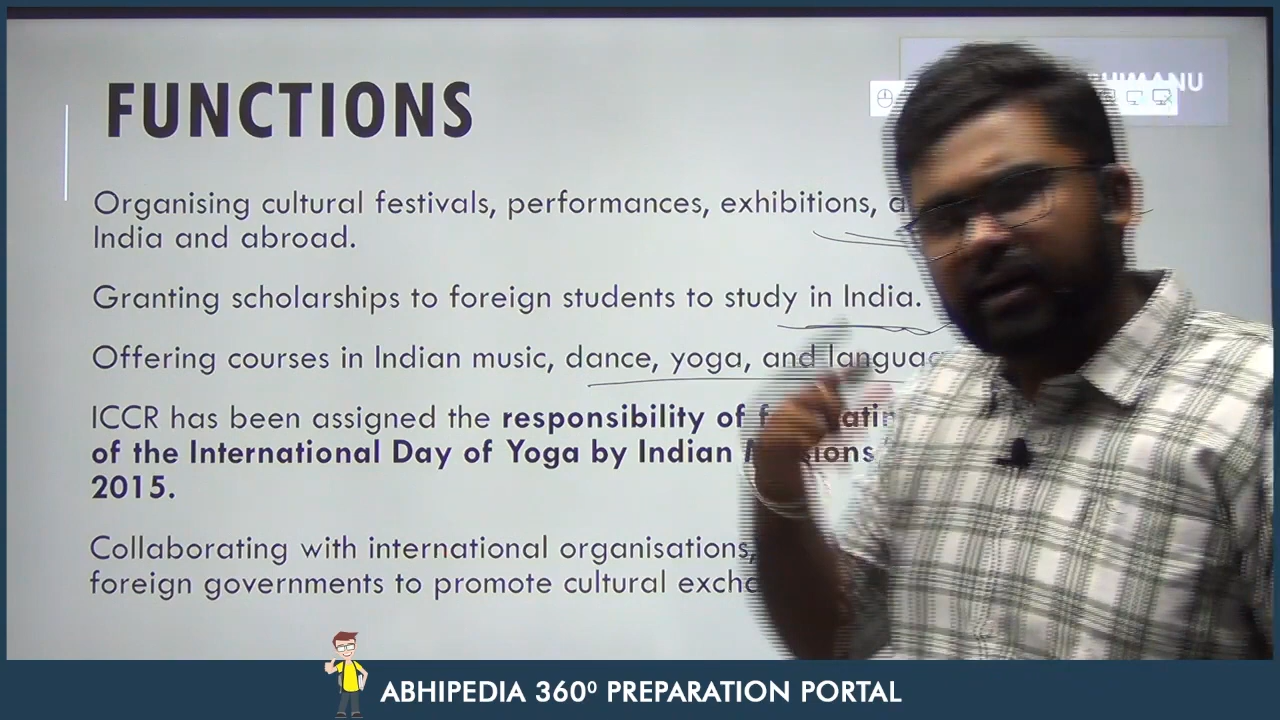 FUNCTIONS
Organising cultural festivals, performances, exhibitions,
India and abroad.
Granting scholarships to foreign students to study in India.
Offering courses in Indian music, dance, yoga, and
ICCR has been assigned the responsibility of
of the International Day of Yoga by Indian
2015.
Collaborating with international organisations,
foreign governments to promote cultural
ABHIPEDIA 360⁰ PREPARATION PORTAL